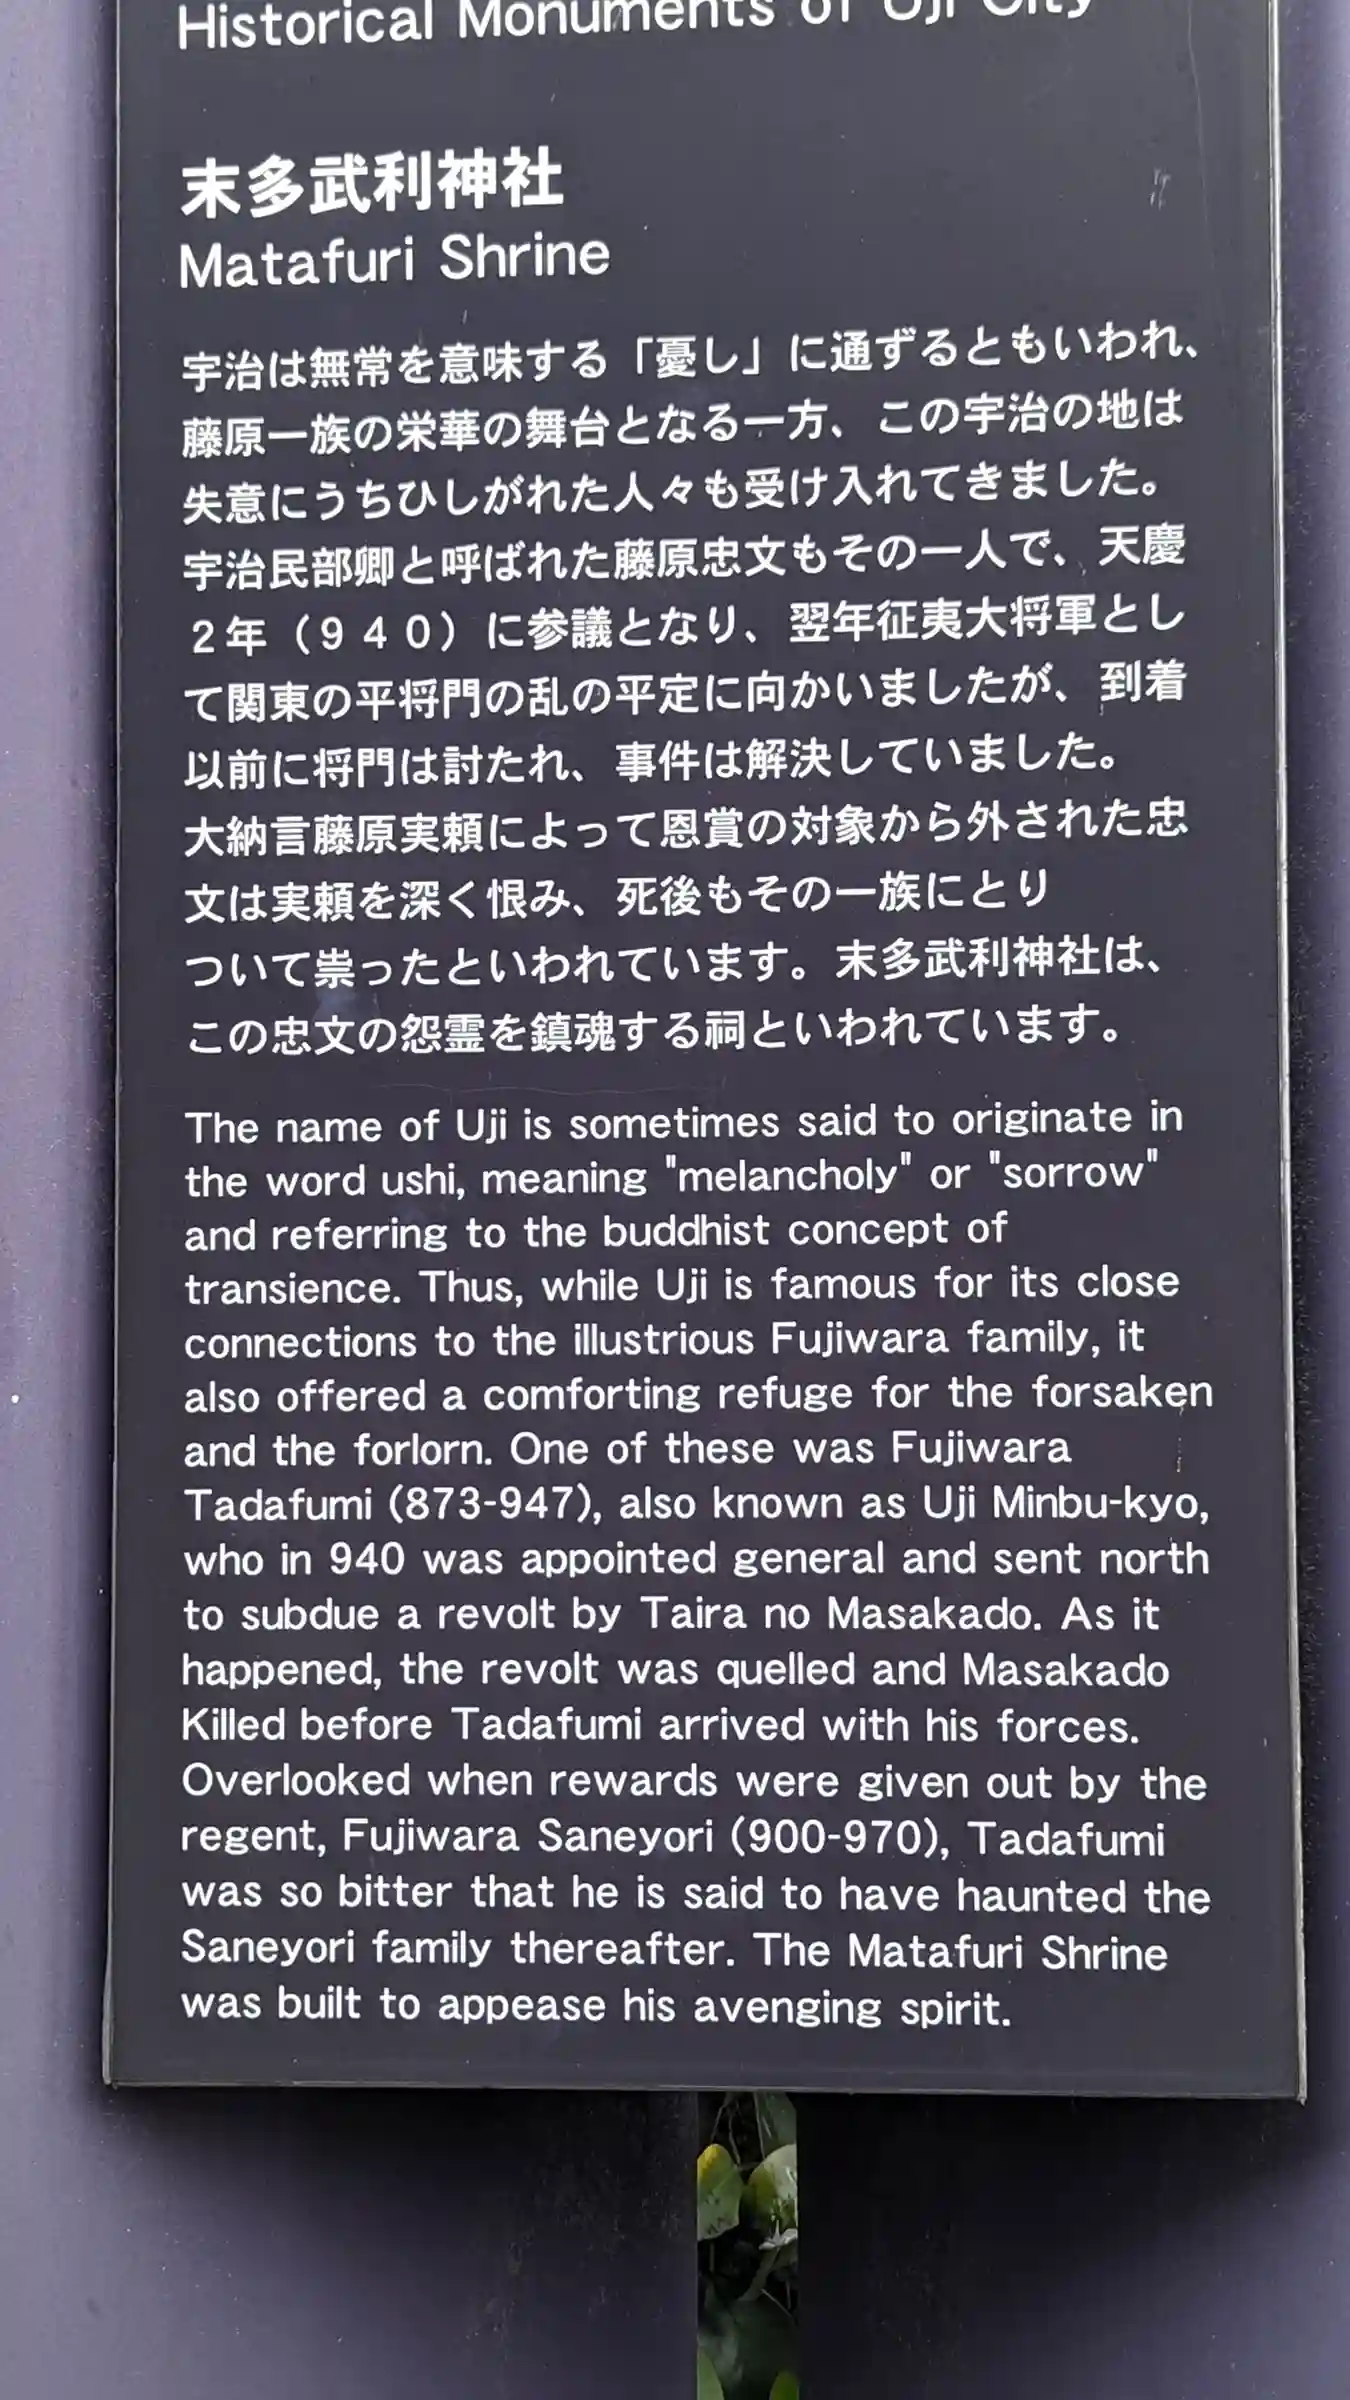 Historical Monuments of Uji City
末多武利神社
Matafuri Shrine
宇治は無常を意味する「憂し」に通ずるともいわれ、
藤原一族の栄華の舞台となる一方、この宇治の地は
失意にうちひしがれた人々も受け入れてきました。
宇治民部卿と呼ばれた藤原忠文もその一人で、天慶
2年（940）に参議となり、翌年征夷大将軍とし
て関東の平将門の乱の平定に向かいましたが、到着
以前に将門は討たれ、事件は解決していました。
大納言藤原実頼によって恩賞の対象から外された忠
文は実頼を深く恨み、死後もその一族にとり
ついて祟ったといわれています。末多武利神社は、
この忠文の怨霊を鎮魂する祠といわれています。
The name of Uji is sometimes said to originate in
the word ushi, meaning "melancholy" or "sorrow"
and referring to the buddhist concept of
transience. Thus, while Uji is famous for its close
connections to the illustrious Fujiwara family, it
also offered a comforting refuge for the forsaken
and the forlorn. One of these was Fujiwara
Tadafumi (873-947), also known as Uji Minbu-kyo,
who in 940 was appointed general and sent north
to subdue a revolt by Taira no Masakado. As it
happened, the revolt was quelled and Masakado
Killed before Tadafumi arrived with his forces.
Overlooked when rewards were given out by the
regent, Fujiwara Saneyori (900-970), Tadafumi
was so bitter that he is said to have haunted the
Saneyori family thereafter. The Matafuri Shrine
was built to appease his avenging spirit.